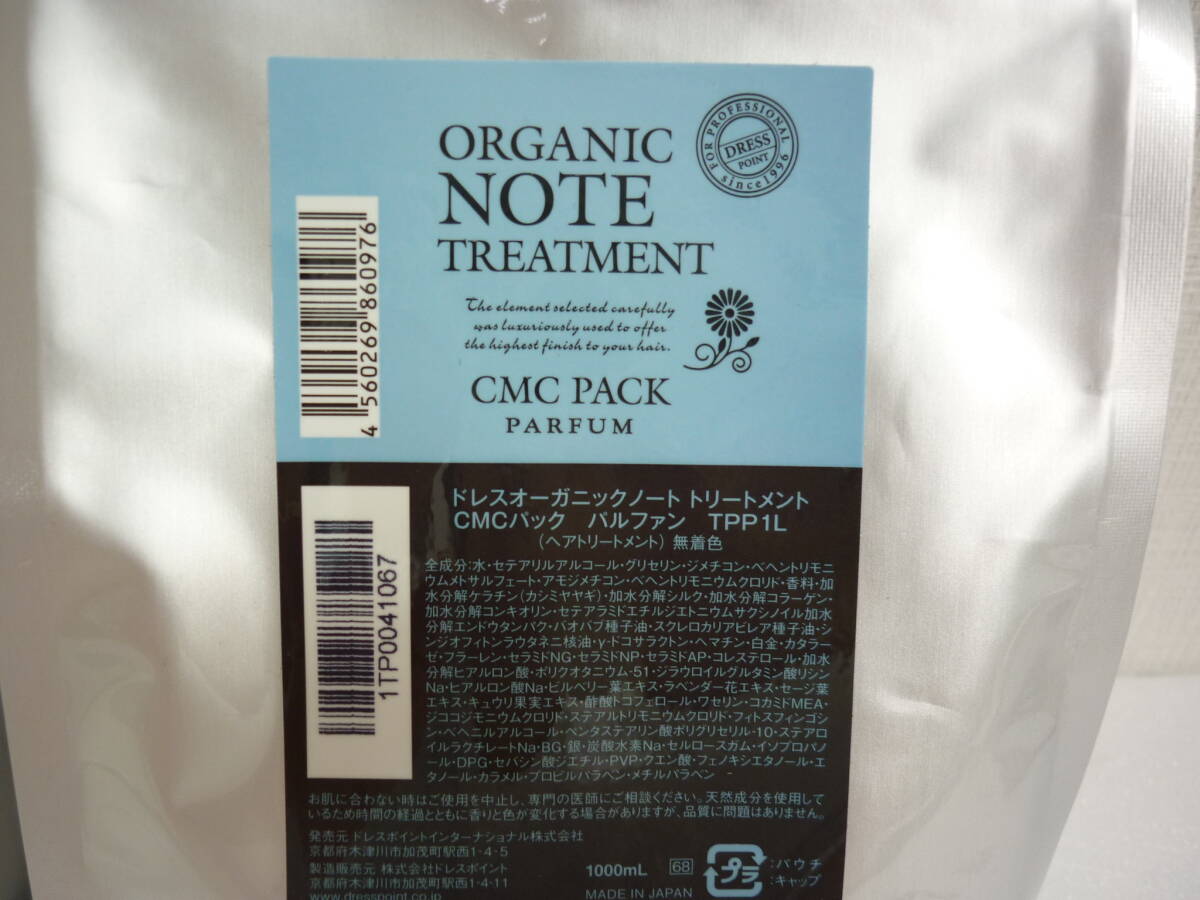 ORGANIC
NOTE
TREATMENT
FOR PROFESSIONAL
DRESS
POINT
since1996
The element selected carefully
was luxuriously used to offer
the highest finish to your hair.
CMC PACK
PARFUM
4 560269 860976
ドレスオーガニックノート トリートメント
CMCパック パルファン TPP1L
(ヘアトリートメント) 無着色
1TP0041067
全成分:水・セテアリルアルコール・グリセリン・ジメチコン・ベヘントリモニ
ウムメトサルフェート・アモジメチコン・ベヘントリモニウムクロリド・香料・加
水分解ケラチン(カシミヤヤギ)・加水分解シルク・加水分解コラーゲン・
加水分解コンキオリン・セテアラミドエチルジエトニウムサクシノイル加水
分解エンドウタンパク・バオバブ種子油・スクレロカリアビレア種子油・シ
ンジオフィトンラウタネニ核油・γ-ドコサラクトン・ヘマチン・白金・カタラー
ゼ・フラーレン・セラミドNG・セラミドNP・セラミドAP・コレステロール・加水
分解ヒアルロン酸・ポリクオタニウム-51・ジラウロイルグルタミン酸リシン
Na・ヒアルロン酸Na・ビルベリー葉エキス・ラベンダー花エキス・セージ葉
エキス・キュウリ果実エキス・酢酸トコフェロール・ワセリン・コカミドMEA・
ジココジモニウムクロリド・ステアルトリモニウムクロリド・フィトスフィンゴシ
ン・ベヘニルアルコール・ペンタステアリン酸ポリグリセリル-10・ステアロ
イルラクチレートNa・BG・銀・炭酸水素Na・セルロースガム・イソプロパノ
ール・DPG・セバシン酸ジエチル・PVP・クエン酸・フェノキシエタノール・エ
タノール・カラメル・プロピルパラベン・メチルパラベン
お肌に合わない時はご使用を中止し、専門の医師にご相談ください。天然成分を使用して
いるため時間の経過とともに香りと色が変化する場合がありますが、品質に問題はありません。
発売元 ドレスポイントインターナショナル株式会社
京都府木津川市加茂町駅西1-4-5
製造販売元 株式会社ドレスポイント
京都府木津川市加茂町駅西1-4-11
www.dresspoint.co.jp
1000mL
68
MADE IN JAPAN
プラ
:パウチ
:キャップ